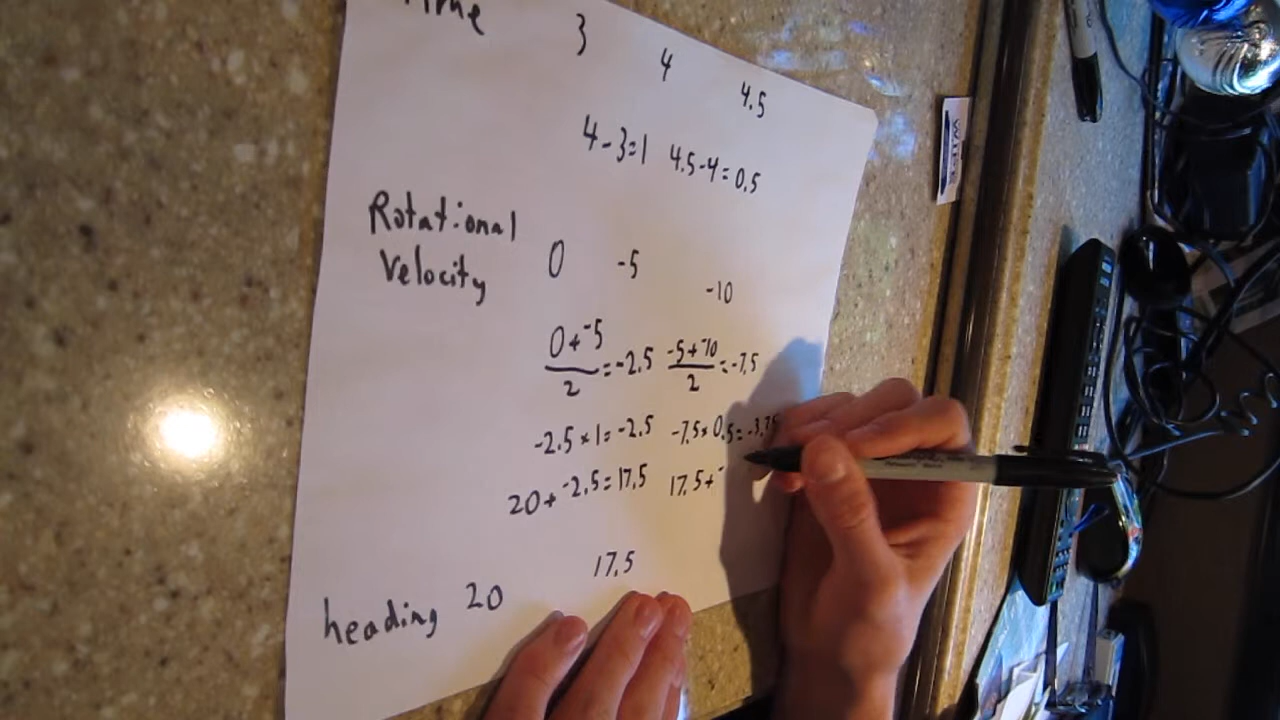 3 4 4.5
4-3=1 4.5-4=0.5
Rotational
Velocity 0 -5 -10
0+-5/2=-2.5 -5+-10/2=-7.5
-2.5×1=-2.5 -7.5×0.5=-3.75
20+-2.5=17.5 17.5+-
17.5
heading 20